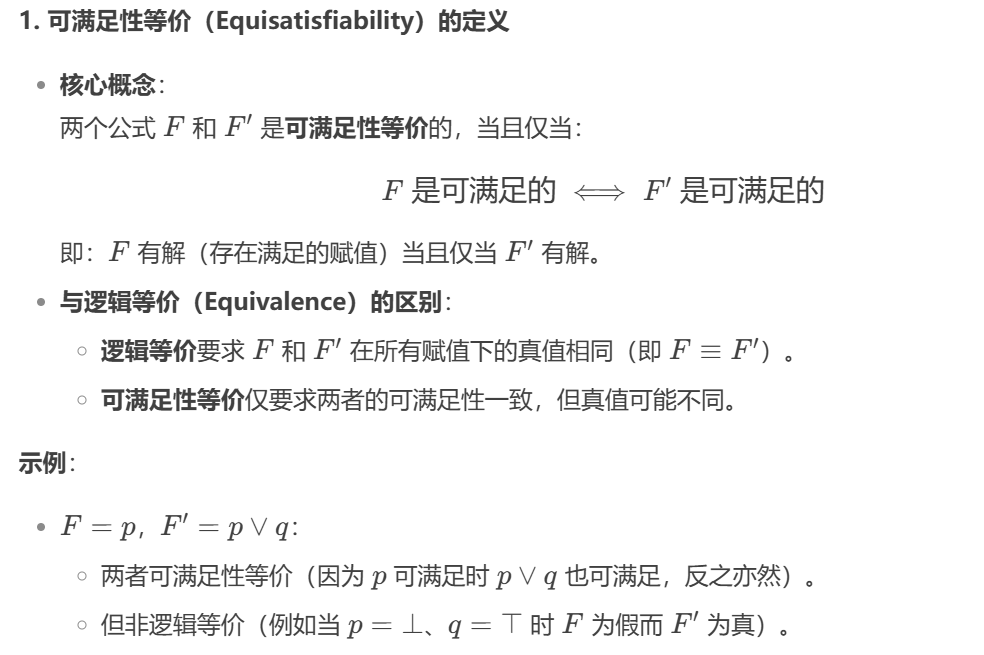 1. 可满足性等价（Equisatisfiability）的定义
核心概念：
两个公式 F 和 F′ 是可满足性等价的，当且仅当：
F 是可满足的 ⟺ F′ 是可满足的
即：F 有解（存在满足的赋值）当且仅当 F′ 有解。
与逻辑等价（Equivalence）的区别：
逻辑等价要求 F 和 F′ 在所有赋值下的真值相同（即 F ≡ F′）。
可满足性等价仅要求两者的可满足性一致，但真值可能不同。
示例：
F = p，F′ = p ∨ q：
两者可满足性等价（因为 p 可满足时 p ∨ q 也可满足，反之亦然）。
但非逻辑等价（例如当 p = ⊥、q = ⊤ 时 F 为假而 F′ 为真）。